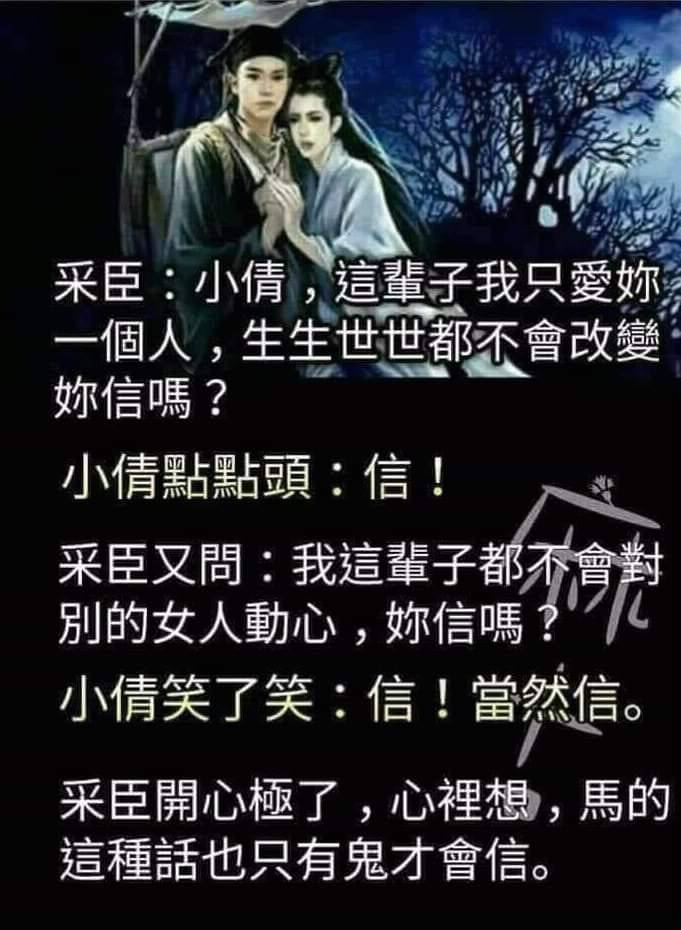 采臣：小倩，這輩子我只愛妳
一個人，生生世世都不會改變
妳信嗎？
小倩點點頭：信！
采臣又問：我這輩子都不會對
別的女人動心，妳信嗎？
小倩笑了笑：信！當然信。
采臣開心極了，心裡想，馬的
這種話也只有鬼才會信。